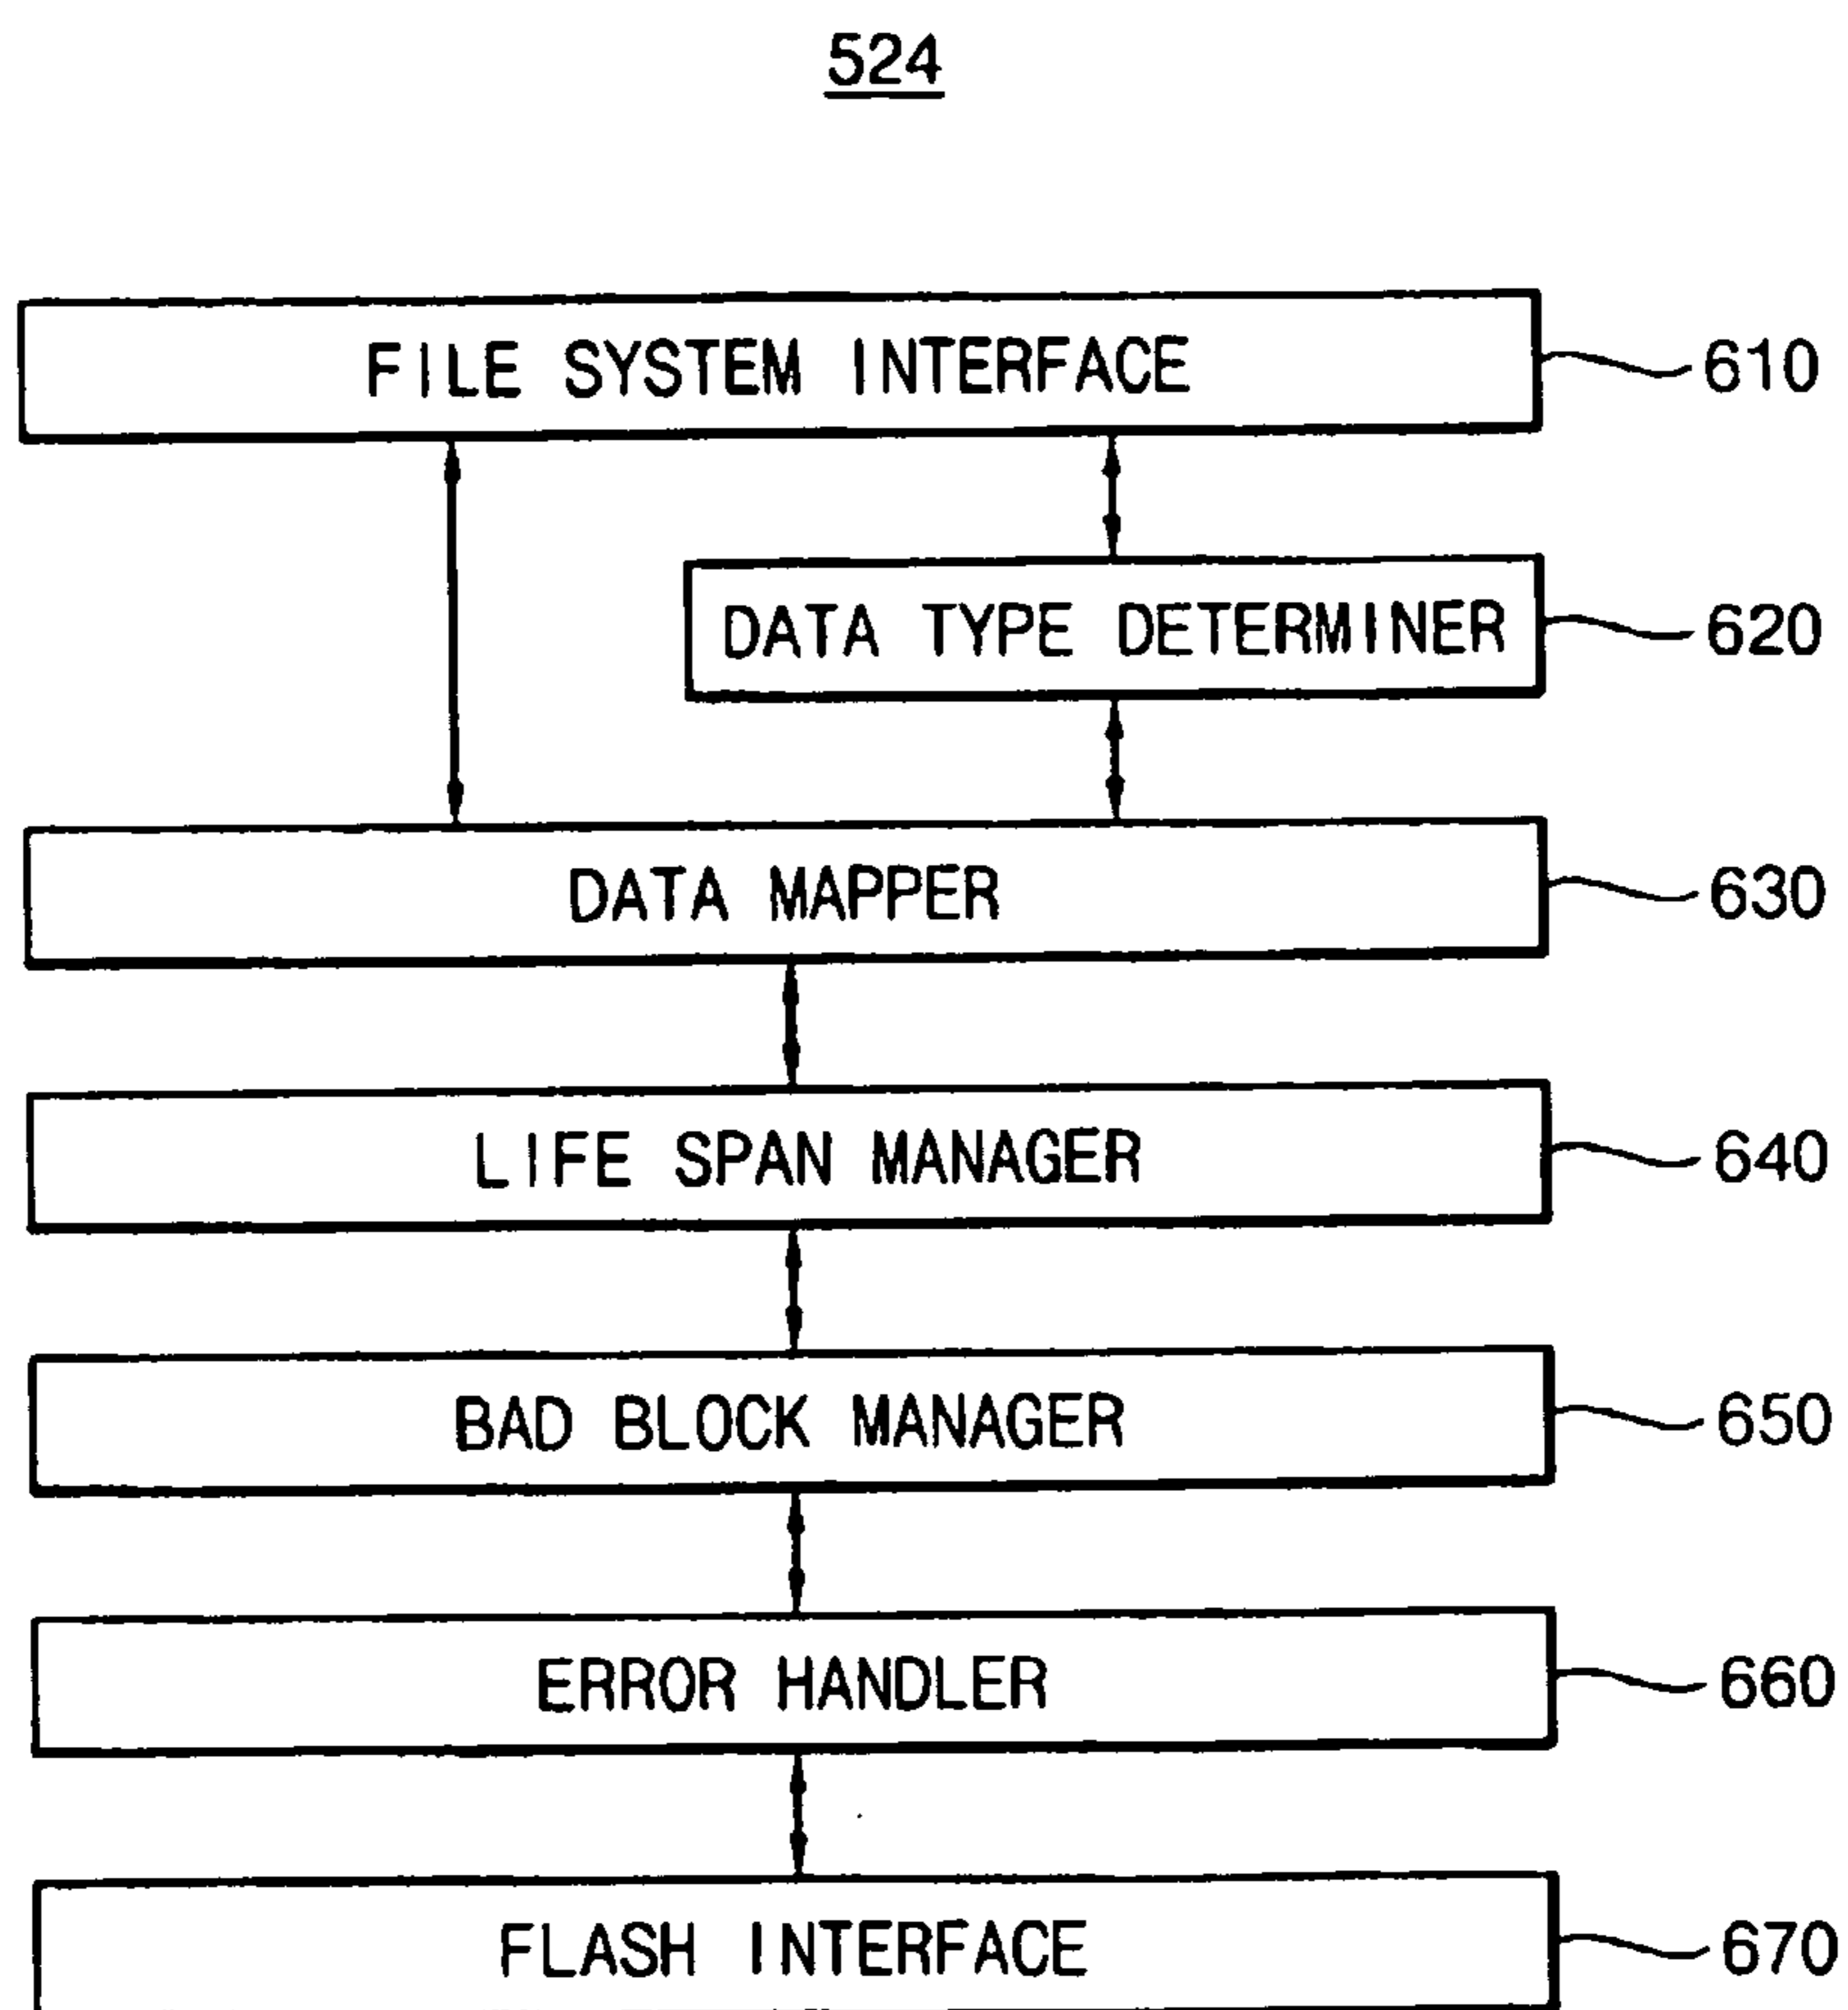 524
FILE SYSTEM INTERFACE
610
DATA TYPE DETERMINER
620
DATA MAPPER
630
LIFE SPAN MANAGER
640
BAD BLOCK MANAGER
650
ERROR HANDLER
660
FLASH INTERFACE
670